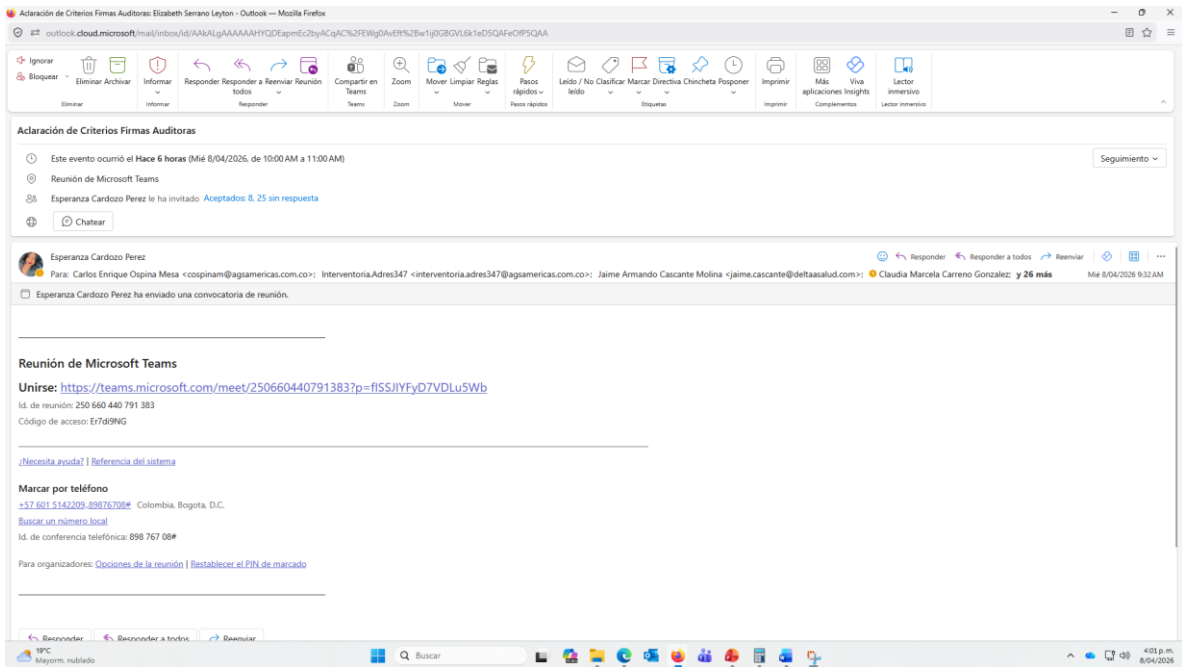 Aclaración de Criterios Firmas Auditoras: Elizabeth Serrano Leyton - Outlook — Mozilla Firefox
outlook.cloud.microsoft/mail/inbox/id/AAkALgAAAAAAHYQDEapmEc2byACqAC%2FEWg0AvEft%2Bw1ij0GBGVL6k1eD5QAFeOfP5QAA
Ignorar
Bloquear
Eliminar Archivar
Informar
Responder Responder a todos Reenviar Reunión
Compartir en Teams
Zoom
Mover Limpiar Reglas
Pasos rápidos
Leído / No leído Clasificar Marcar Directiva Chincheta Posponer
Imprimir
Más aplicaciones Viva Insights
Lector inmersivo
Eliminar Informar Responder Teams Zoom Mover Pasos rápidos Etiquetas Imprimir Complementos Lector inmersivo
Aclaración de Criterios Firmas Auditoras
Este evento ocurrió el Hace 6 horas (Mié 8/04/2026, de 10:00 AM a 11:00 AM)
Seguimiento
Reunión de Microsoft Teams
Esperanza Cardozo Perez le ha invitado Aceptados: 8, 25 sin respuesta
Chatear
Esperanza Cardozo Perez
Responder Responder a todos Reenviar
Para: Carlos Enrique Ospina Mesa <cospinam@agsamericas.com.co>; Interventoria.Adres347 <interventoria.adres347@agsamericas.com.co>; Jaime Armando Cascante Molina <jaime.cascante@deltaasalud.com>; Claudia Marcela Carreno Gonzalez; y 26 más
Mié 8/04/2026 9:32 AM
Esperanza Cardozo Perez ha enviado una convocatoria de reunión.
Reunión de Microsoft Teams
Unirse: https://teams.microsoft.com/meet/250660440791383?p=fISSJIYFyD7VDLu5Wb
Id. de reunión: 250 660 440 791 383
Código de acceso: Er7di9NG
¿Necesita ayuda? | Referencia del sistema
Marcar por teléfono
+57 601 5142209,,89876708# Colombia, Bogota, D.C.
Buscar un número local
Id. de conferencia telefónica: 898 767 08#
Para organizadores: Opciones de la reunión | Restablecer el PIN de marcado
Responder Responder a todos Reenviar
19°C
Mayorm. nublado
Buscar
4:01 p.m.
8/04/2026